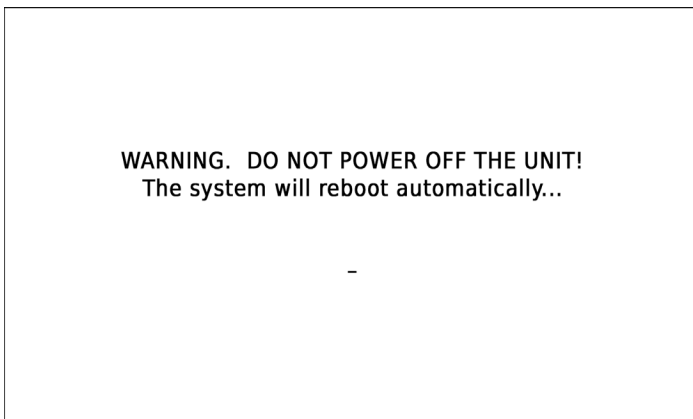 WARNING.  DO NOT POWER OFF THE UNIT!
The system will reboot automatically...
–